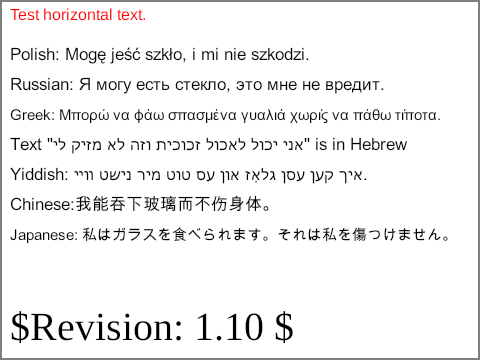 Test horizontal text.
Polish: Mogę jeść szkło, i mi nie szkodzi.
Russian: Я могу есть стекло, это мне не вредит.
Greek: Μπορώ να φάω σπασμένα γυαλιά χωρίς να πάθω τίποτα.
Text "אני יכול לאכול זכוכית וזה לא מזיק לי" is in Hebrew
Yiddish: איך קען עסן גלאָז און עס טוט מיר נישט וויי.
Chinese:我能吞下玻璃而不伤身体。
Japanese: 私はガラスを食べられます。それは私を傷つけません。
$Revision: 1.10 $